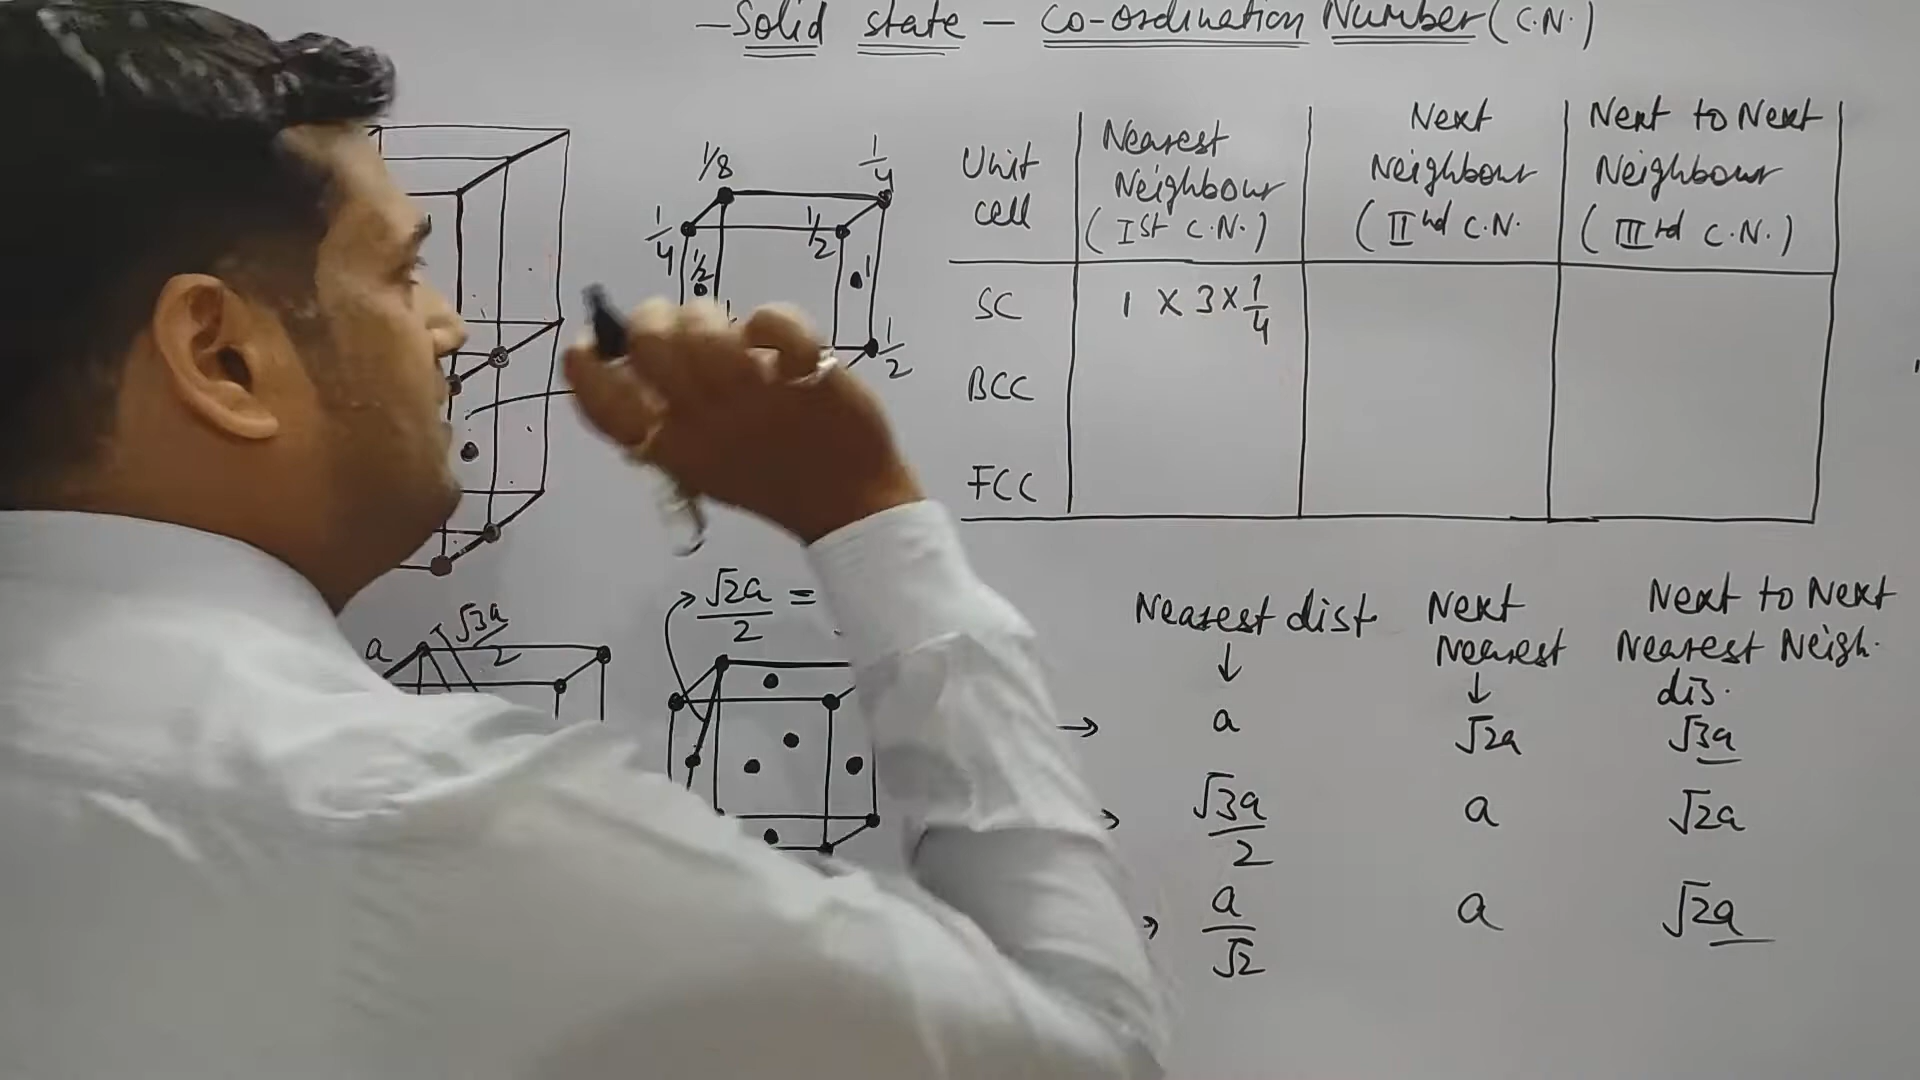 - Solid state - Co-ordination Number (C.N.)
Unit cell
Nearest Neighbour (Ist C.N.)
Next Neighbour (IInd C.N.
Next to Next Neighbour (IIIrd C.N.)
SC
1 × 3 × 1/4
BCC
FCC
1/8
1/4
1/4
1/2
1/2
1
1/2
a
√3a/2
√2a/2 =
Nearest dist
↓
Next Nearest
↓
Next to Next
Nearest Neigh.
dis.
→ a √2a √3a
→ √3a/2 a √2a
→ a/√2 a √2a